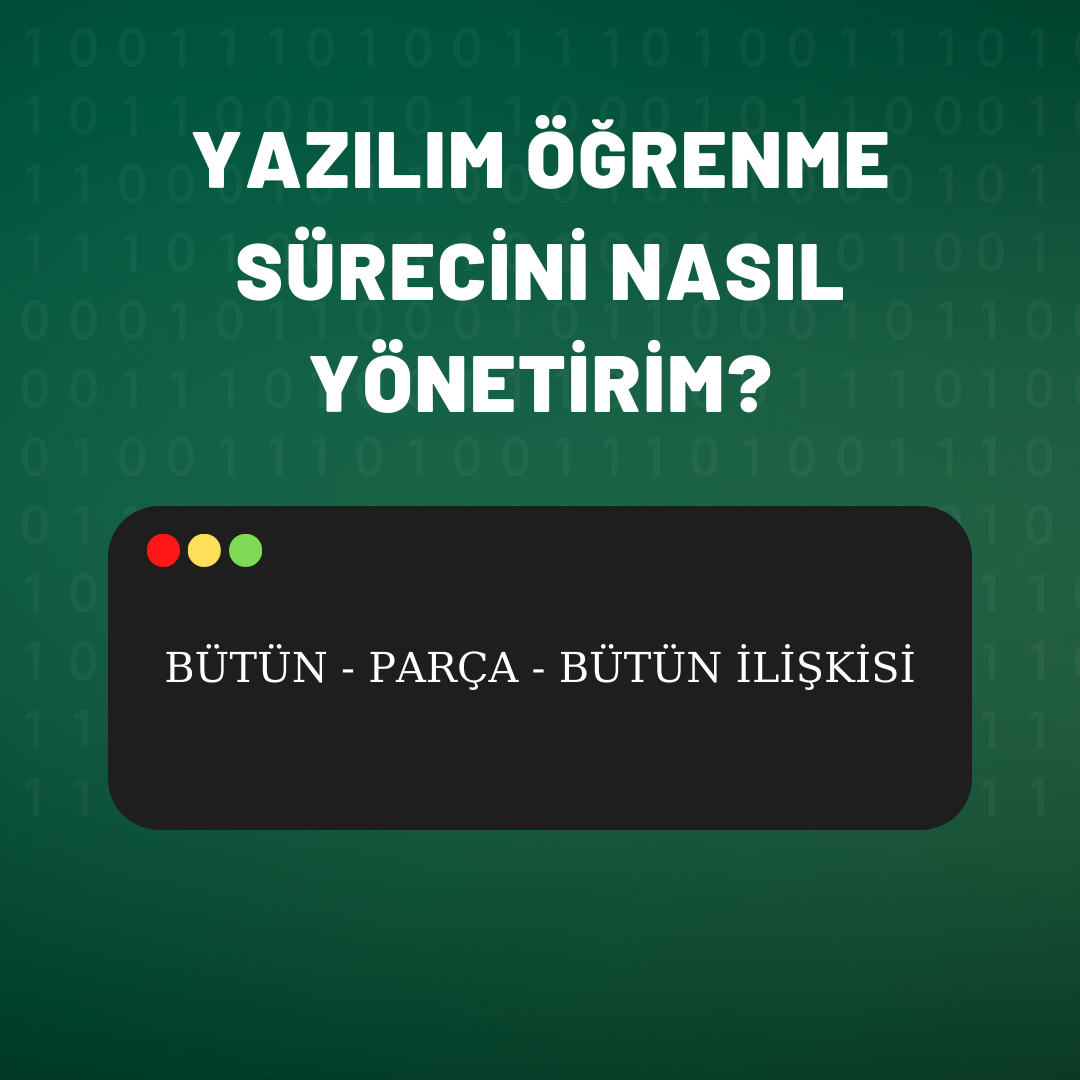 YAZILIM ÖĞRENME
SÜRECİNİ NASIL
YÖNETİRİM?
BÜTÜN - PARÇA - BÜTÜN İLİŞKİSİ